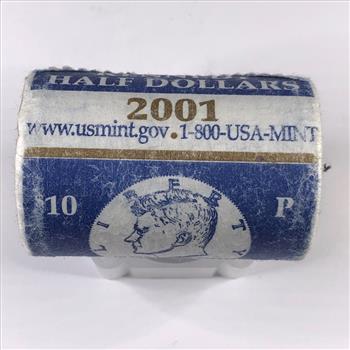 HALF DOLLARS
2001
www.usmint.gov.1-800-USA-MINT
$10 P
LIBERTY